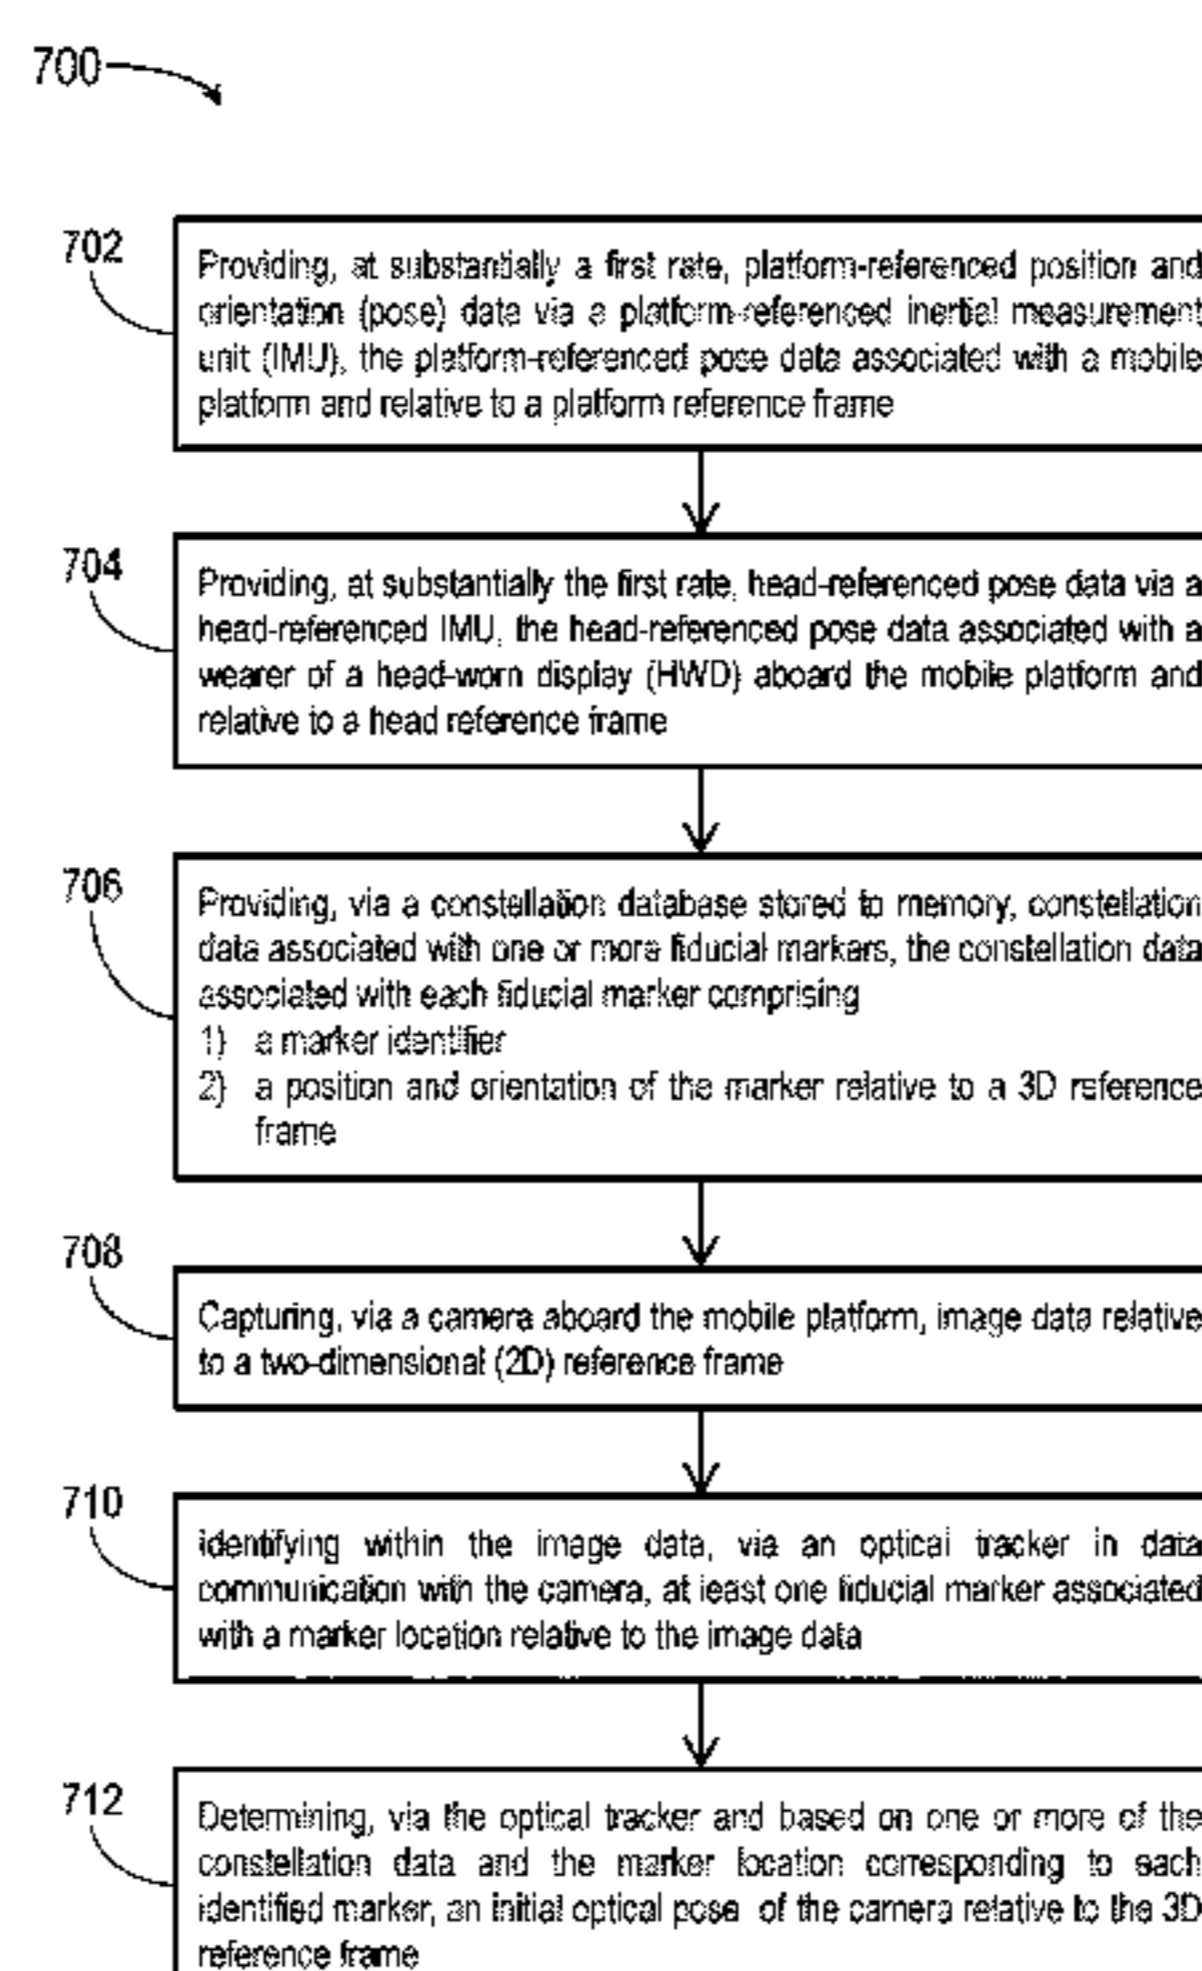 700
702
Providing, at substantially a first rate, platform-referenced position and
orientation (pose) data via a platform-referenced inertial measurement
unit (IMU), the platform-referenced pose data associated with a mobile
platform and relative to a platform reference frame
704
Providing, at substantially the first rate, head-referenced pose data via a
head-referenced IMU, the head-referenced pose data associated with a
wearer of a head-worn display (HWD) aboard the mobile platform and
relative to a head reference frame
706
Providing, via a constellation database stored to memory, constellation
data associated with one or more fiducial markers, the constellation data
associated with each fiducial marker comprising
1) a marker identifier
2) a position and orientation of the marker relative to a 3D reference
frame
708
Capturing, via a camera aboard the mobile platform, image data relative
to a two-dimensional (2D) reference frame
710
Identifying within the image data, via an optical tracker in data
communication with the camera, at least one fiducial marker associated
with a marker location relative to the image data
712
Determining, via the optical tracker and based on one or more of the
constellation data and the marker location corresponding to each
identified marker, an initial optical pose of the camera relative to the 3D
reference frame